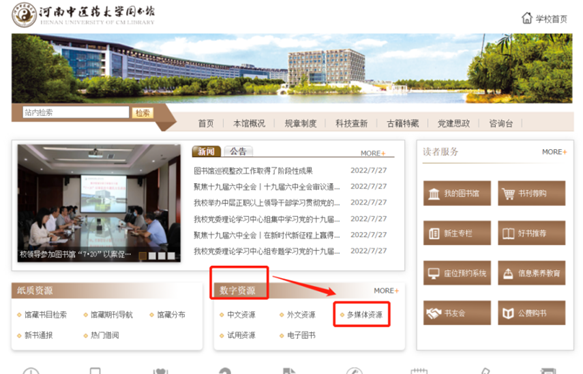 河南中医药大学图书馆
HENAN UNIVERSITY OF CM LIBRARY
学校首页
站内检索 检索
首页 本馆概况 规章制度 科技查新 古籍特藏 党建思政 咨询台
新闻 公告 MORE+
图书馆巡视整改工作取得了阶段性成果 2022/7/27
聚焦十九届六中全会丨十九届六中全会审议通... 2022/7/27
我校举办中层正职以上领导干部学习贯彻党的... 2022/7/27
我校党委理论学习中心组集中学习党的十九届... 2022/7/27
聚焦十九届六中全会丨在新时代新征程上赢得... 2022/7/27
我校党委理论学习中心组专题学习党的十九届... 2022/7/27
校领导参加图书馆“7•20”以案促…
读者服务 MORE+
我的图书馆 书刊荐购
新生专栏 好书推荐
座位预约系统 信息素养教育
书友会 公费购书
纸质资源
馆藏书目检索 馆藏期刊导航 馆藏分布
新书通报 热门借阅
数字资源 MORE+
中文资源 外文资源 多媒体资源
试用资源 电子图书